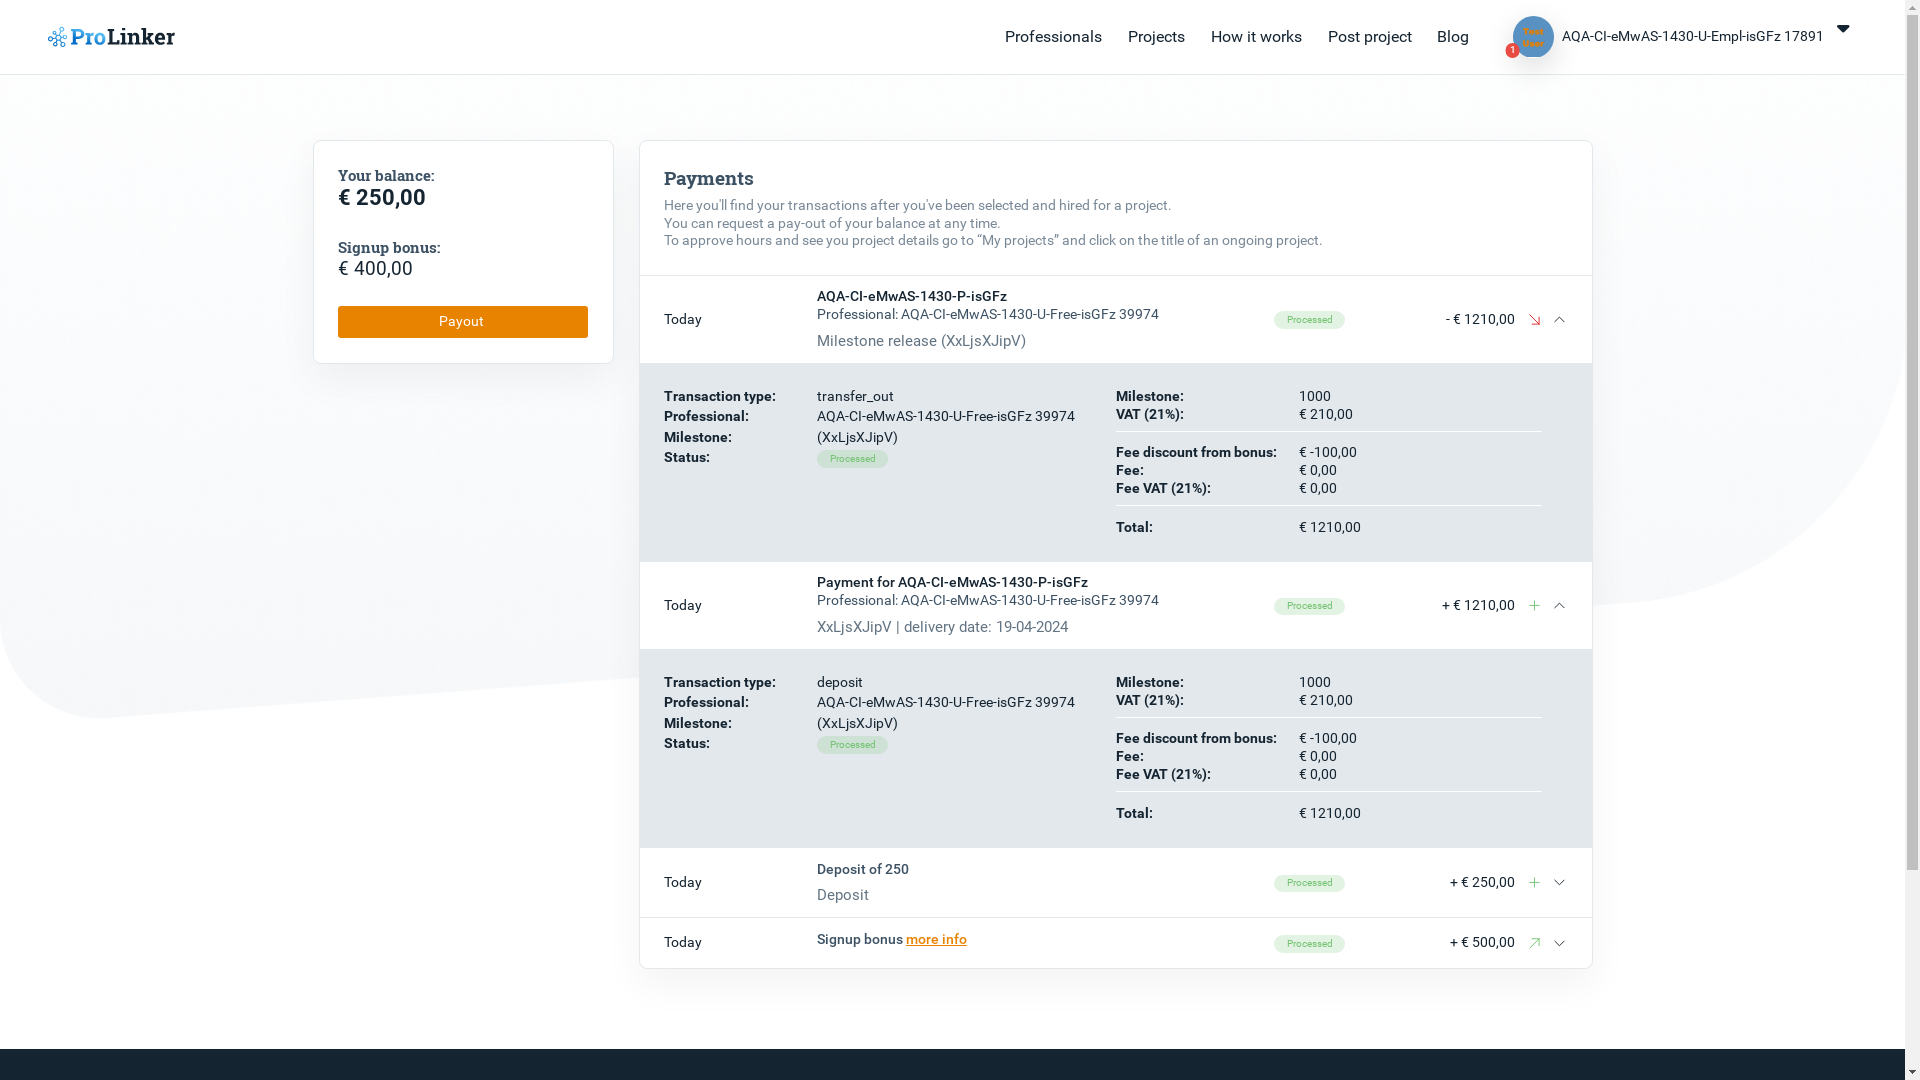 ProLinker
Professionals Projects How it works Post project Blog
1
AQA-CI-eMwAS-1430-U-Empl-isGFz 17891
Your balance:
€ 250,00
Signup bonus:
€ 400,00
Payout
Payments
Here you'll find your transactions after you've been selected and hired for a project.
You can request a pay-out of your balance at any time.
To approve hours and see you project details go to “My projects” and click on the title of an ongoing project.
Today
AQA-CI-eMwAS-1430-P-isGFz
Professional: AQA-CI-eMwAS-1430-U-Free-isGFz 39974
Milestone release (XxLjsXJipV)
Processed
- € 1210,00
Transaction type: transfer_out
Professional: AQA-CI-eMwAS-1430-U-Free-isGFz 39974
Milestone: (XxLjsXJipV)
Status: Processed
Milestone: 1000
VAT (21%): € 210,00
Fee discount from bonus: € -100,00
Fee: € 0,00
Fee VAT (21%): € 0,00
Total: € 1210,00
Today
Payment for AQA-CI-eMwAS-1430-P-isGFz
Professional: AQA-CI-eMwAS-1430-U-Free-isGFz 39974
XxLjsXJipV | delivery date: 19-04-2024
Processed
+ € 1210,00
Transaction type: deposit
Professional: AQA-CI-eMwAS-1430-U-Free-isGFz 39974
Milestone: (XxLjsXJipV)
Status: Processed
Milestone: 1000
VAT (21%): € 210,00
Fee discount from bonus: € -100,00
Fee: € 0,00
Fee VAT (21%): € 0,00
Total: € 1210,00
Today
Deposit of 250
Deposit
Processed
+ € 250,00
Today
Signup bonus more info
Processed
+ € 500,00